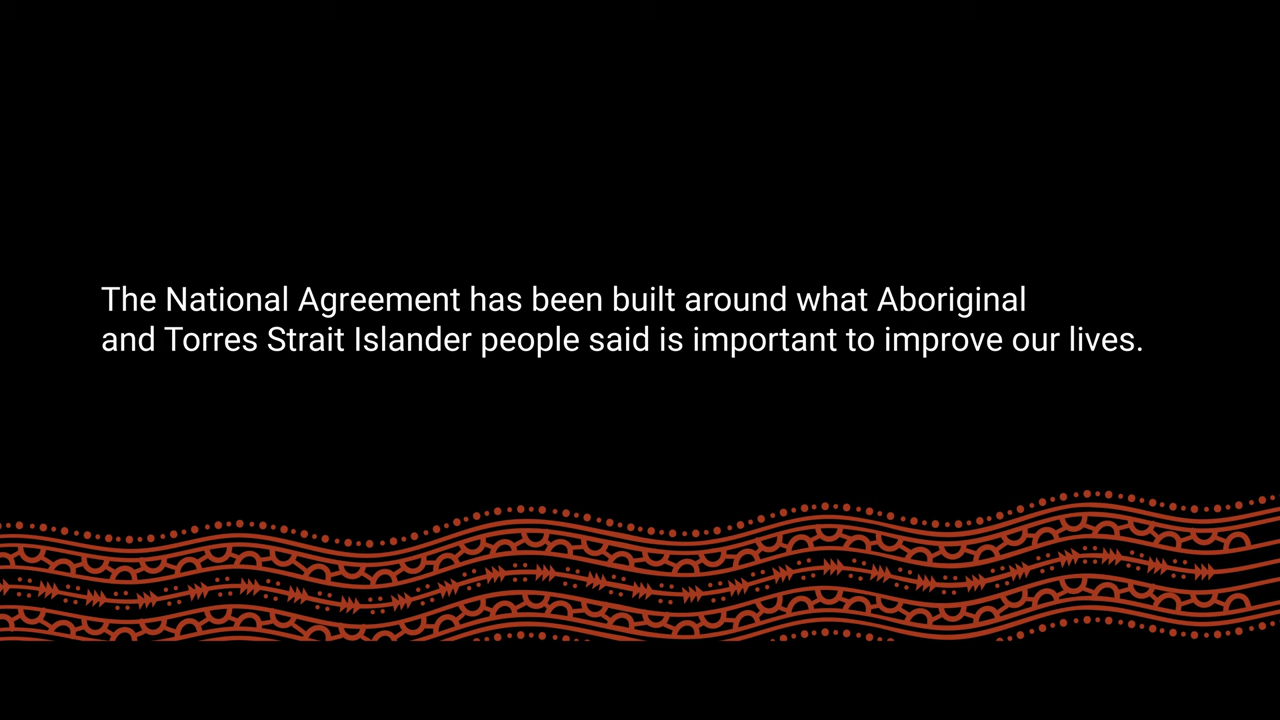 The National Agreement has been built around what Aboriginal
and Torres Strait Islander people said is important to improve our lives.